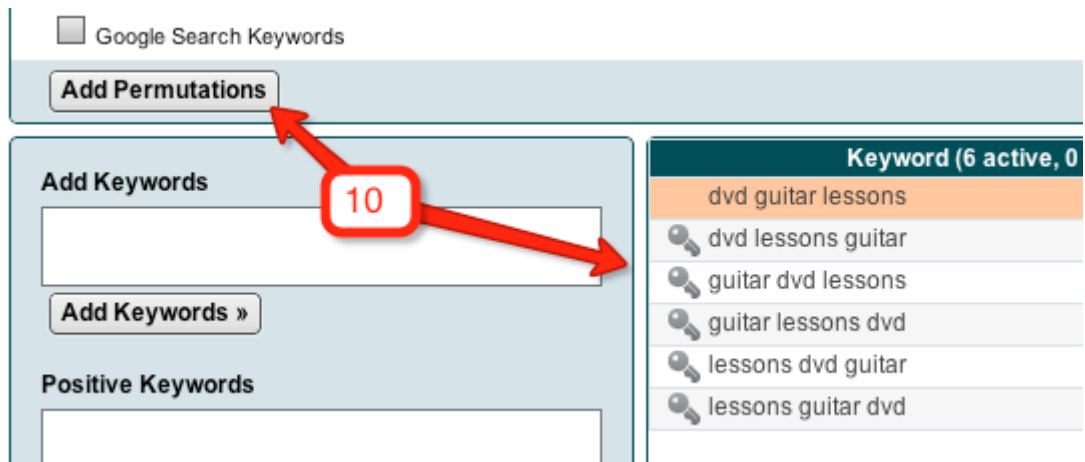 Google Search Keywords
Add Permutations
Add Keywords
10
Add Keywords »
Positive Keywords
Keyword (6 active, 0
dvd guitar lessons
dvd lessons guitar
guitar dvd lessons
guitar lessons dvd
lessons dvd guitar
lessons guitar dvd